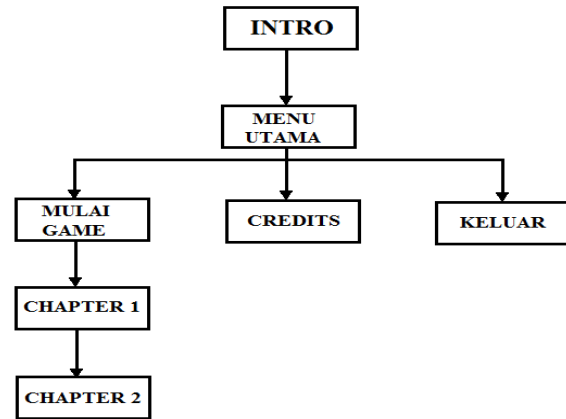 INTRO
MENU
UTAMA
MULAI
GAME
CREDITS
KELUAR
CHAPTER 1
CHAPTER 2